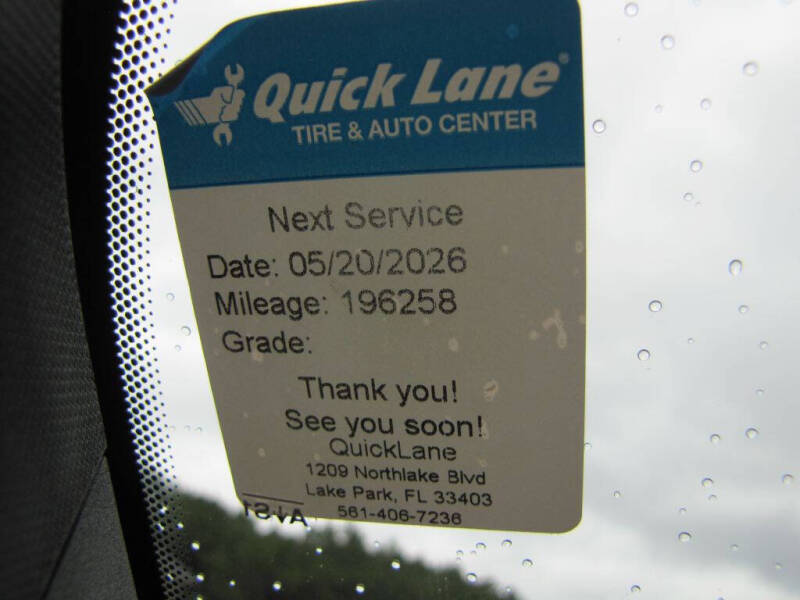 Quick Lane®
TIRE & AUTO CENTER
Next Service
Date: 05/20/2026
Mileage: 196258
Grade:
Thank you!
See you soon!
QuickLane
1209 Northlake Blvd
Lake Park, FL 33403
561-406-7236